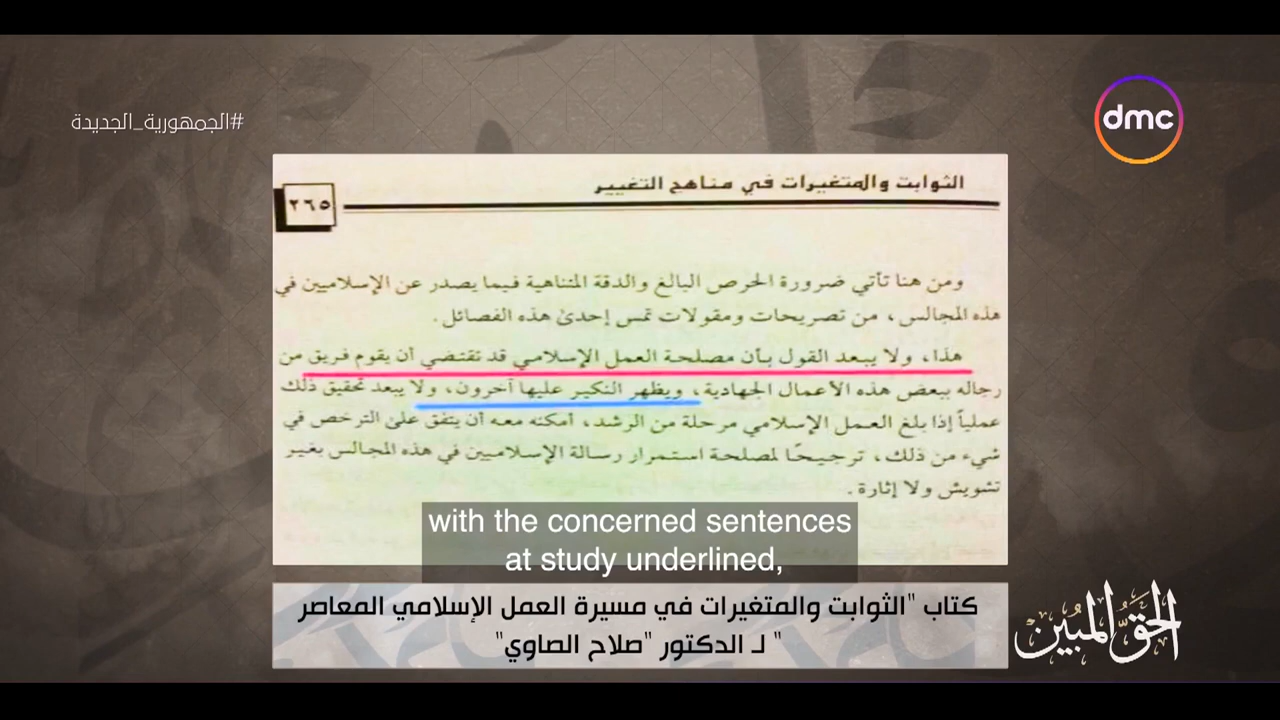 #الجمهورية_الجديدة
dmc
الثوابت والمتغيرات في مناهج التغيير
٢٦٥
ومن هنا تأتي ضرورة الحرص البالغ والدقة المتناهية فيما يصدر عن الإسلاميين في
هذه المجالس، من تصريحات ومقولات تمس إحدى هذه الفصائل.
هذا، ولا يبعد القول بأن مصلحة العمل الإسلامي قد تقتضي أن يقوم فريق من
رجاله ببعض هذه الأعمال الجهادية، ويظهر النكير عليها آخرون، ولا يبعد تحقيق ذلك
عملياً إذا بلغ العمل الإسلامي مرحلة من الرشد، أمكنه معه أن يتفق على الترخص في
شيء من ذلك، ترجيحًا لمصلحة استمرار رسالة الإسلاميين في هذه المجالس بغير
تشويش ولا إثارة.
with the concerned sentences
at study underlined,
كتاب "الثوابت والمتغيرات في مسيرة العمل الإسلامي المعاصر
" لـ الدكتور "صلاح الصاوي"
الحَقُّ المُبِين